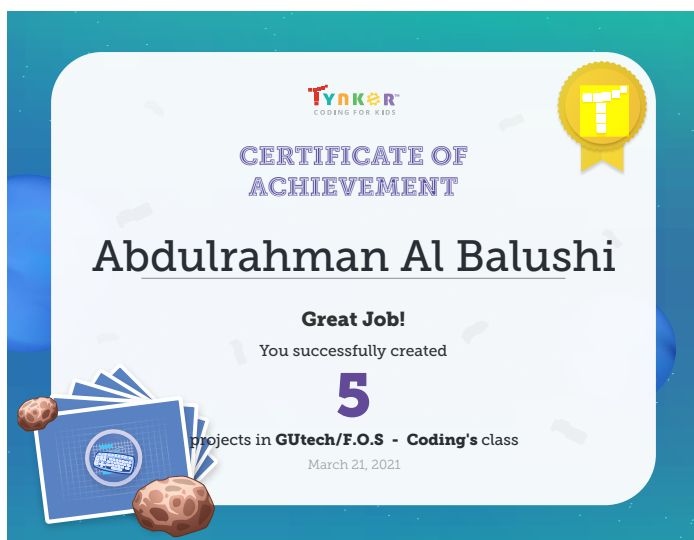 TYnKeR™
CODING FOR KIDS
CERTIFICATE OF
ACHIEVEMENT
Abdulrahman Al Balushi
Great Job!
You successfully created
5
projects in GUtech/F.O.S - Coding's class
March 21, 2021